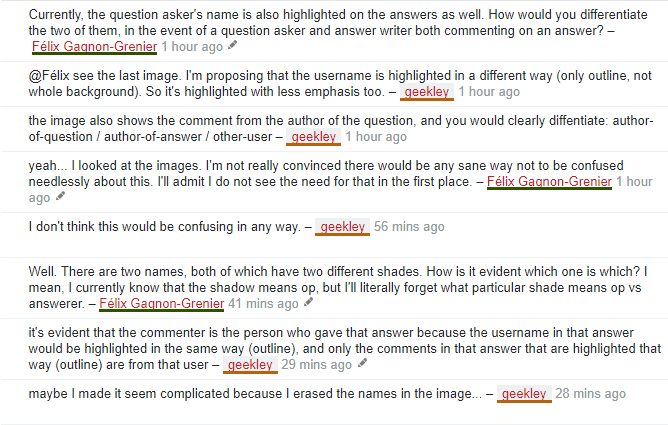 Currently, the question asker's name is also highlighted on the answers as well. How would you differentiate
the two of them, in the event of a question asker and answer writer both commenting on an answer? –
Félix Gagnon-Grenier 1 hour ago
@Félix see the last image. I'm proposing that the username is highlighted in a different way (only outline, not
whole background). So it's highlighted with less emphasis too. – geekley 1 hour ago
the image also shows the comment from the author of the question, and you would clearly diffentiate: author-
of-question / author-of-answer / other-user – geekley 1 hour ago
yeah... I looked at the images. I'm not really convinced there would be any sane way not to be confused
needlessly about this. I'll admit I do not see the need for that in the first place. – Félix Gagnon-Grenier 1 hour
ago
I don't think this would be confusing in any way. – geekley 56 mins ago
Well. There are two names, both of which have two different shades. How is it evident which one is which? I
mean, I currently know that the shadow means op, but I'll literally forget what particular shade means op vs
answerer. – Félix Gagnon-Grenier 41 mins ago
it's evident that the commenter is the person who gave that answer because the username in that answer
would be highlighted in the same way (outline), and only the comments in that answer that are highlighted that
way (outline) are from that user – geekley 29 mins ago
maybe I made it seem complicated because I erased the names in the image... – geekley 28 mins ago